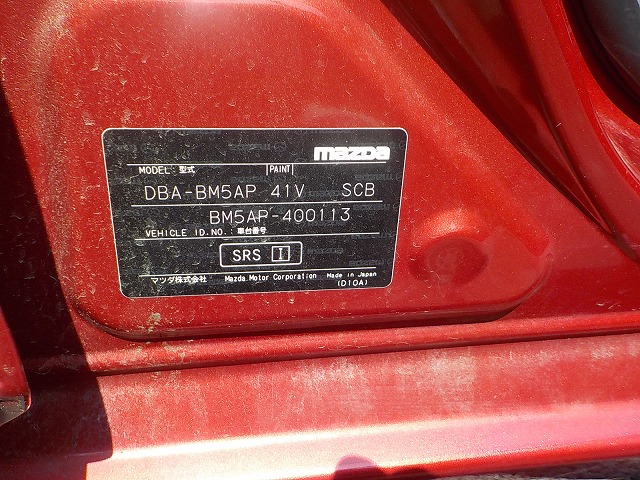 mazda
MODEL: 型式 PAINT
DBA-BM5AP 41V SCB
BM5AP-400113
VEHICLE ID.NO.: 車台番号
SRS I
マツダ株式会社 Mazda Motor Corporation Made in Japan
(D10A)